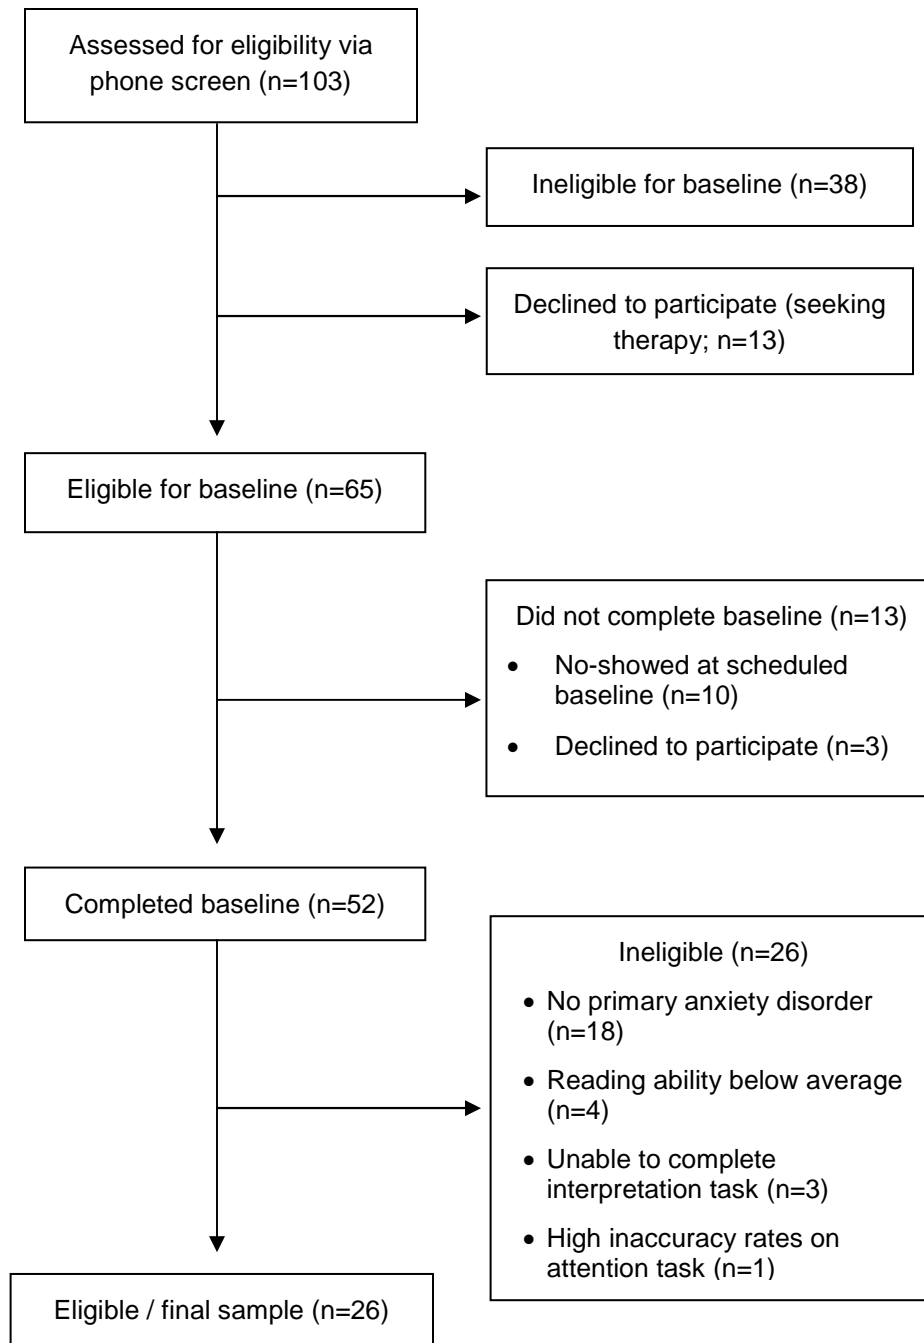 Assessed for eligibility via
phone screen (n=103)
Ineligible for baseline (n=38)
Declined to participate (seeking
therapy; n=13)
Eligible for baseline (n=65)
Did not complete baseline (n=13)
• No-showed at scheduled
baseline (n=10)
• Declined to participate (n=3)
Completed baseline (n=52)
Ineligible (n=26)
• No primary anxiety disorder
(n=18)
• Reading ability below average
(n=4)
• Unable to complete
interpretation task (n=3)
• High inaccuracy rates on
attention task (n=1)
Eligible / final sample (n=26)